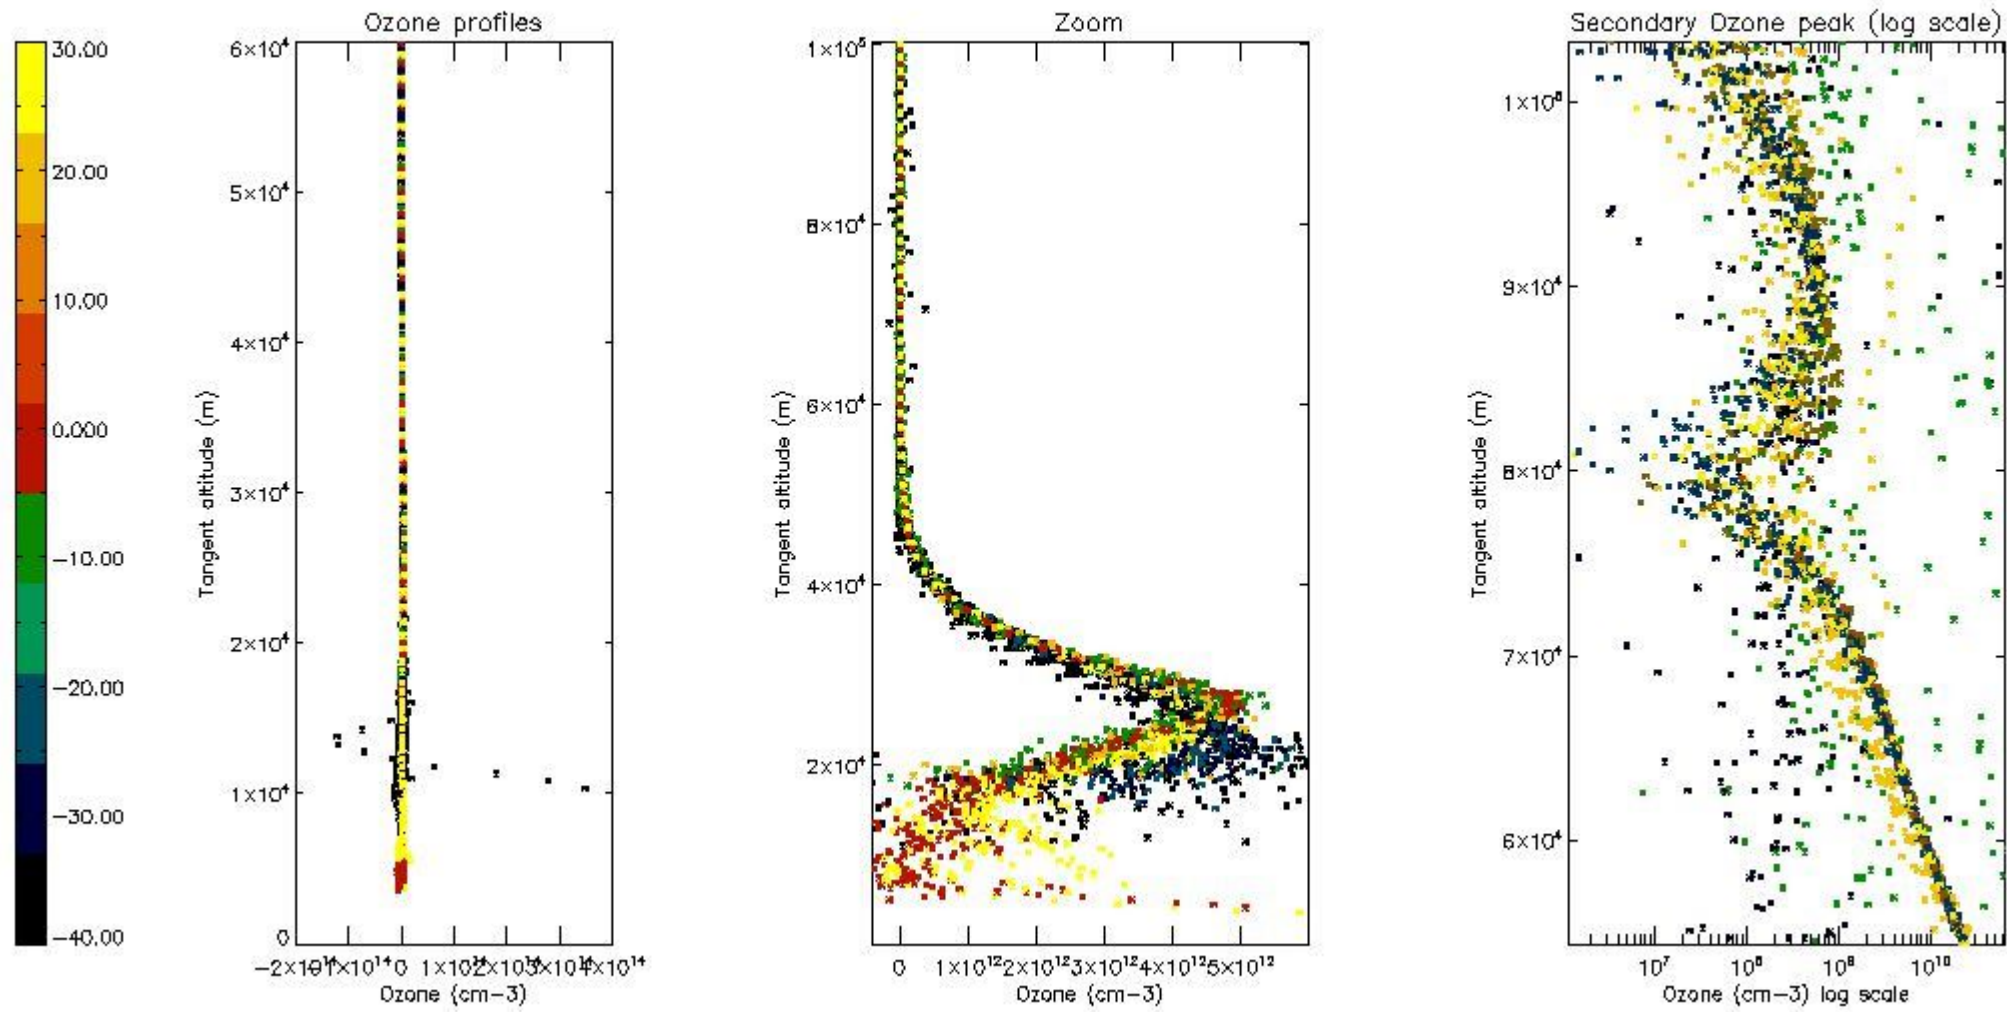 Ozone profiles
Zoom
Secondary Ozone peak (log scale)
30.00
20.00
10.00
0.000
−10.00
−20.00
−30.00
−40.00
6×10⁴
5×10⁴
4×10⁴
3×10⁴
2×10⁴
1×10⁴
0
Tangent altitude (m)
0
4×10¹⁴
Ozone (cm−3)
1×10⁵
8×10⁴
6×10⁴
4×10⁴
2×10⁴
Tangent altitude (m)
0 1×10¹² 2×10¹² 3×10¹² 4×10¹² 5×10¹²
Ozone (cm−3)
9×10⁴
8×10⁴
7×10⁴
6×10⁴
Tangent altitude (m)
10⁷ 10⁸ 10⁹ 10¹⁰
Ozone (cm−3) log scale